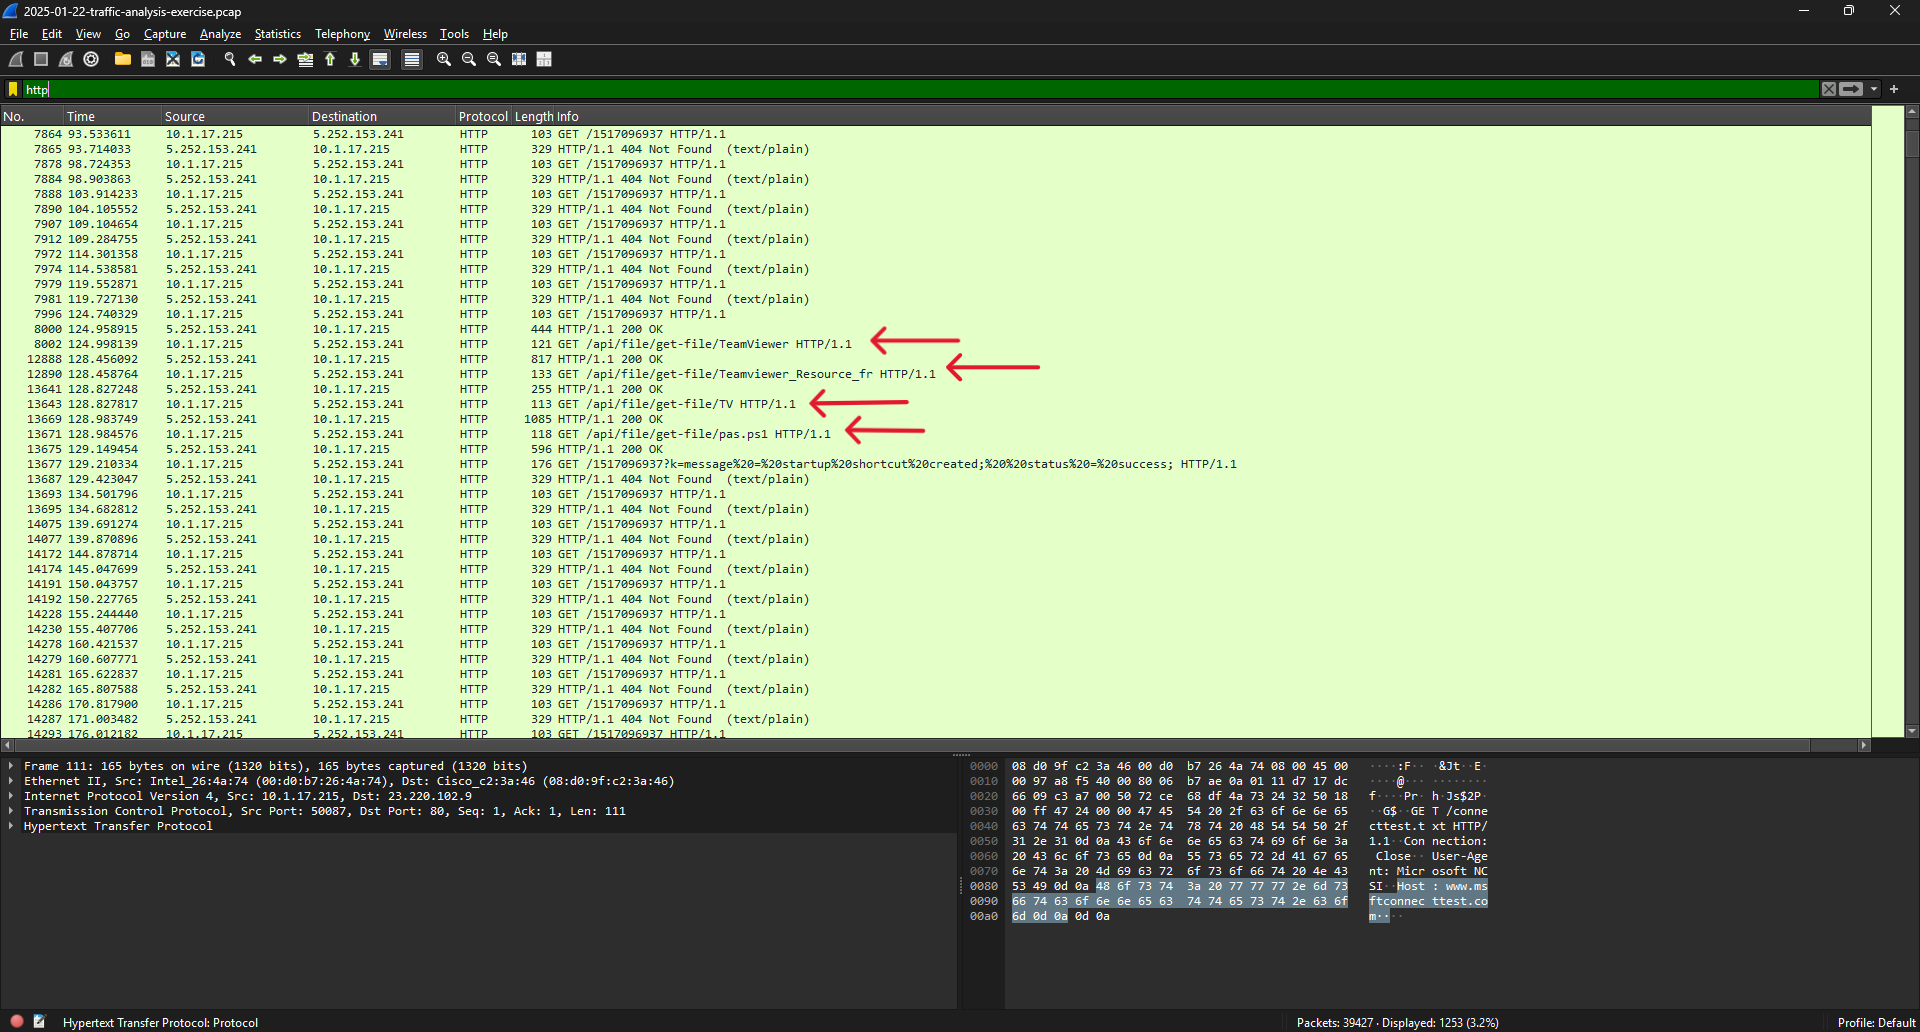 2025-01-22-traffic-analysis-exercise.pcap
File Edit View Go Capture Analyze Statistics Telephony Wireless Tools Help
http
No. Time Source Destination Protocol Length Info
7864 93.533611 10.1.17.215 5.252.153.241 HTTP 103 GET /1517096937 HTTP/1.1
7865 93.714033 5.252.153.241 10.1.17.215 HTTP 329 HTTP/1.1 404 Not Found (text/plain)
7878 98.724353 10.1.17.215 5.252.153.241 HTTP 103 GET /1517096937 HTTP/1.1
7884 98.903863 5.252.153.241 10.1.17.215 HTTP 329 HTTP/1.1 404 Not Found (text/plain)
7888 103.914233 10.1.17.215 5.252.153.241 HTTP 103 GET /1517096937 HTTP/1.1
7890 104.105552 5.252.153.241 10.1.17.215 HTTP 329 HTTP/1.1 404 Not Found (text/plain)
7907 109.104654 10.1.17.215 5.252.153.241 HTTP 103 GET /1517096937 HTTP/1.1
7912 109.284755 5.252.153.241 10.1.17.215 HTTP 329 HTTP/1.1 404 Not Found (text/plain)
7972 114.301358 10.1.17.215 5.252.153.241 HTTP 103 GET /1517096937 HTTP/1.1
7974 114.538581 5.252.153.241 10.1.17.215 HTTP 329 HTTP/1.1 404 Not Found (text/plain)
7979 119.552871 10.1.17.215 5.252.153.241 HTTP 103 GET /1517096937 HTTP/1.1
7981 119.727130 5.252.153.241 10.1.17.215 HTTP 329 HTTP/1.1 404 Not Found (text/plain)
7996 124.740329 10.1.17.215 5.252.153.241 HTTP 103 GET /1517096937 HTTP/1.1
8000 124.958915 5.252.153.241 10.1.17.215 HTTP 444 HTTP/1.1 200 OK
8002 124.998139 10.1.17.215 5.252.153.241 HTTP 121 GET /api/file/get-file/TeamViewer HTTP/1.1
12888 128.456092 5.252.153.241 10.1.17.215 HTTP 817 HTTP/1.1 200 OK
12890 128.458764 10.1.17.215 5.252.153.241 HTTP 133 GET /api/file/get-file/Teamviewer_Resource_fr HTTP/1.1
13641 128.827248 5.252.153.241 10.1.17.215 HTTP 255 HTTP/1.1 200 OK
13643 128.827817 10.1.17.215 5.252.153.241 HTTP 113 GET /api/file/get-file/TV HTTP/1.1
13669 128.983749 5.252.153.241 10.1.17.215 HTTP 1085 HTTP/1.1 200 OK
13671 128.984576 10.1.17.215 5.252.153.241 HTTP 118 GET /api/file/get-file/pas.ps1 HTTP/1.1
13675 129.149454 5.252.153.241 10.1.17.215 HTTP 596 HTTP/1.1 200 OK
13677 129.210334 10.1.17.215 5.252.153.241 HTTP 176 GET /1517096937?k=message%20=%20startup%20shortcut%20created;%20%20status%20=%20success; HTTP/1.1
13687 129.423047 5.252.153.241 10.1.17.215 HTTP 329 HTTP/1.1 404 Not Found (text/plain)
13693 134.501796 10.1.17.215 5.252.153.241 HTTP 103 GET /1517096937 HTTP/1.1
13695 134.682812 5.252.153.241 10.1.17.215 HTTP 329 HTTP/1.1 404 Not Found (text/plain)
14075 139.691274 10.1.17.215 5.252.153.241 HTTP 103 GET /1517096937 HTTP/1.1
14077 139.870896 5.252.153.241 10.1.17.215 HTTP 329 HTTP/1.1 404 Not Found (text/plain)
14172 144.878714 10.1.17.215 5.252.153.241 HTTP 103 GET /1517096937 HTTP/1.1
14174 145.047699 5.252.153.241 10.1.17.215 HTTP 329 HTTP/1.1 404 Not Found (text/plain)
14191 150.043757 10.1.17.215 5.252.153.241 HTTP 103 GET /1517096937 HTTP/1.1
14192 150.227765 5.252.153.241 10.1.17.215 HTTP 329 HTTP/1.1 404 Not Found (text/plain)
14228 155.244440 10.1.17.215 5.252.153.241 HTTP 103 GET /1517096937 HTTP/1.1
14230 155.407706 5.252.153.241 10.1.17.215 HTTP 329 HTTP/1.1 404 Not Found (text/plain)
14278 160.421537 10.1.17.215 5.252.153.241 HTTP 103 GET /1517096937 HTTP/1.1
14279 160.607771 5.252.153.241 10.1.17.215 HTTP 329 HTTP/1.1 404 Not Found (text/plain)
14281 165.622837 10.1.17.215 5.252.153.241 HTTP 103 GET /1517096937 HTTP/1.1
14282 165.807588 5.252.153.241 10.1.17.215 HTTP 329 HTTP/1.1 404 Not Found (text/plain)
14286 170.817900 10.1.17.215 5.252.153.241 HTTP 103 GET /1517096937 HTTP/1.1
14287 171.003482 5.252.153.241 10.1.17.215 HTTP 329 HTTP/1.1 404 Not Found (text/plain)
14293 176.012182 10.1.17.215 5.252.153.241 HTTP 103 GET /1517096937 HTTP/1.1
Frame 111: 165 bytes on wire (1320 bits), 165 bytes captured (1320 bits)
Ethernet II, Src: Intel_26:4a:74 (00:d0:b7:26:4a:74), Dst: Cisco_c2:3a:46 (08:d0:9f:c2:3a:46)
Internet Protocol Version 4, Src: 10.1.17.215, Dst: 23.220.102.9
Transmission Control Protocol, Src Port: 50087, Dst Port: 80, Seq: 1, Ack: 1, Len: 111
Hypertext Transfer Protocol
0000 08 d0 9f c2 3a 46 00 d0 b7 26 4a 74 08 00 45 00 ····:F·· ·&Jt··E·
0010 00 97 a8 f5 40 00 80 06 b7 ae 0a 01 11 d7 17 dc ····@··· ········
0020 66 09 c3 a7 00 50 72 ce 68 df 4a 73 24 32 50 18 f····Pr· h·Js$2P·
0030 00 ff 47 24 00 00 47 45 54 20 2f 63 6f 6e 6e 65 ··G$··GE T /conne
0040 63 74 74 65 73 74 2e 74 78 74 20 48 54 54 50 2f cttest.t xt HTTP/
0050 31 2e 31 0d 0a 43 6f 6e 6e 65 63 74 69 6f 6e 3a 1.1··Con nection:
0060 20 43 6c 6f 73 65 0d 0a 55 73 65 72 2d 41 67 65 Close·· User-Age
0070 6e 74 3a 20 4d 69 63 72 6f 73 6f 66 74 20 4e 43 nt: Micr osoft NC
0080 53 49 0d 0a 48 6f 73 74 3a 20 77 77 77 2e 6d 73 SI··Host : www.ms
0090 66 74 63 6f 6e 6e 65 63 74 74 65 73 74 2e 63 6f ftconnec ttest.co
00a0 6d 0d 0a 0d 0a m····
Hypertext Transfer Protocol: Protocol
Packets: 39427 · Displayed: 1253 (3.2%)
Profile: Default